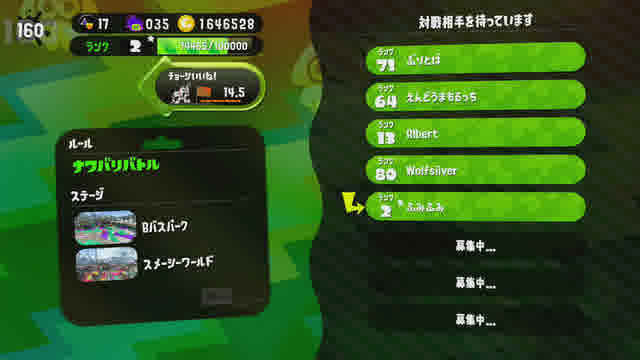 160
17
035
1646528
ランク
2
/100000
チョーシいいね!
14.5
ルール
ナワバリバトル
ステージ
Bバスパーク
スメーシーワールド
対戦相手を待っています
ランク
71
ぷりとば
ランク
64
えんどうまもるっち
ランク
13
Albert
ランク
80
Wolfsilver
ランク
2
ふみふみ
募集中...
募集中...
募集中...